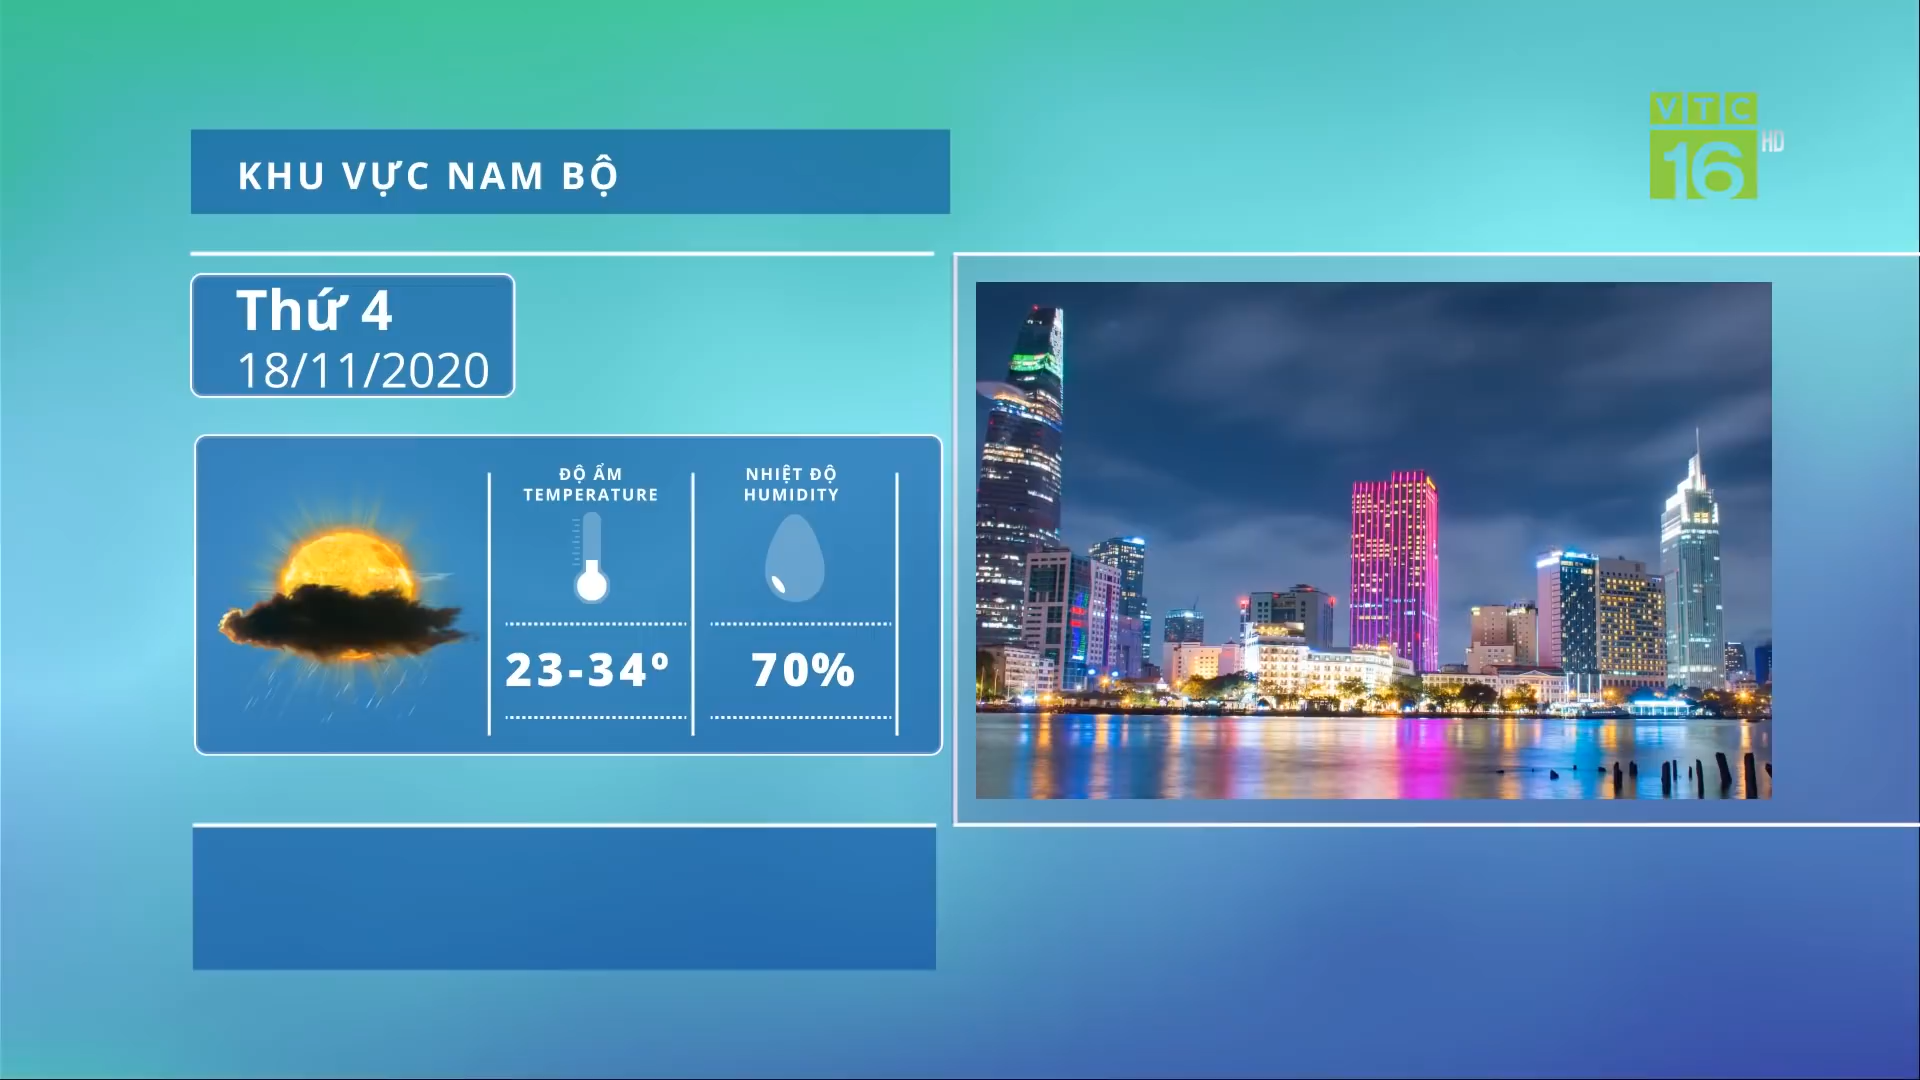 VTC
16
HD
KHU VỰC NAM BỘ
Thứ 4
18/11/2020
ĐỘ ẨM
TEMPERATURE
23-34º
NHIỆT ĐỘ
HUMIDITY
70%